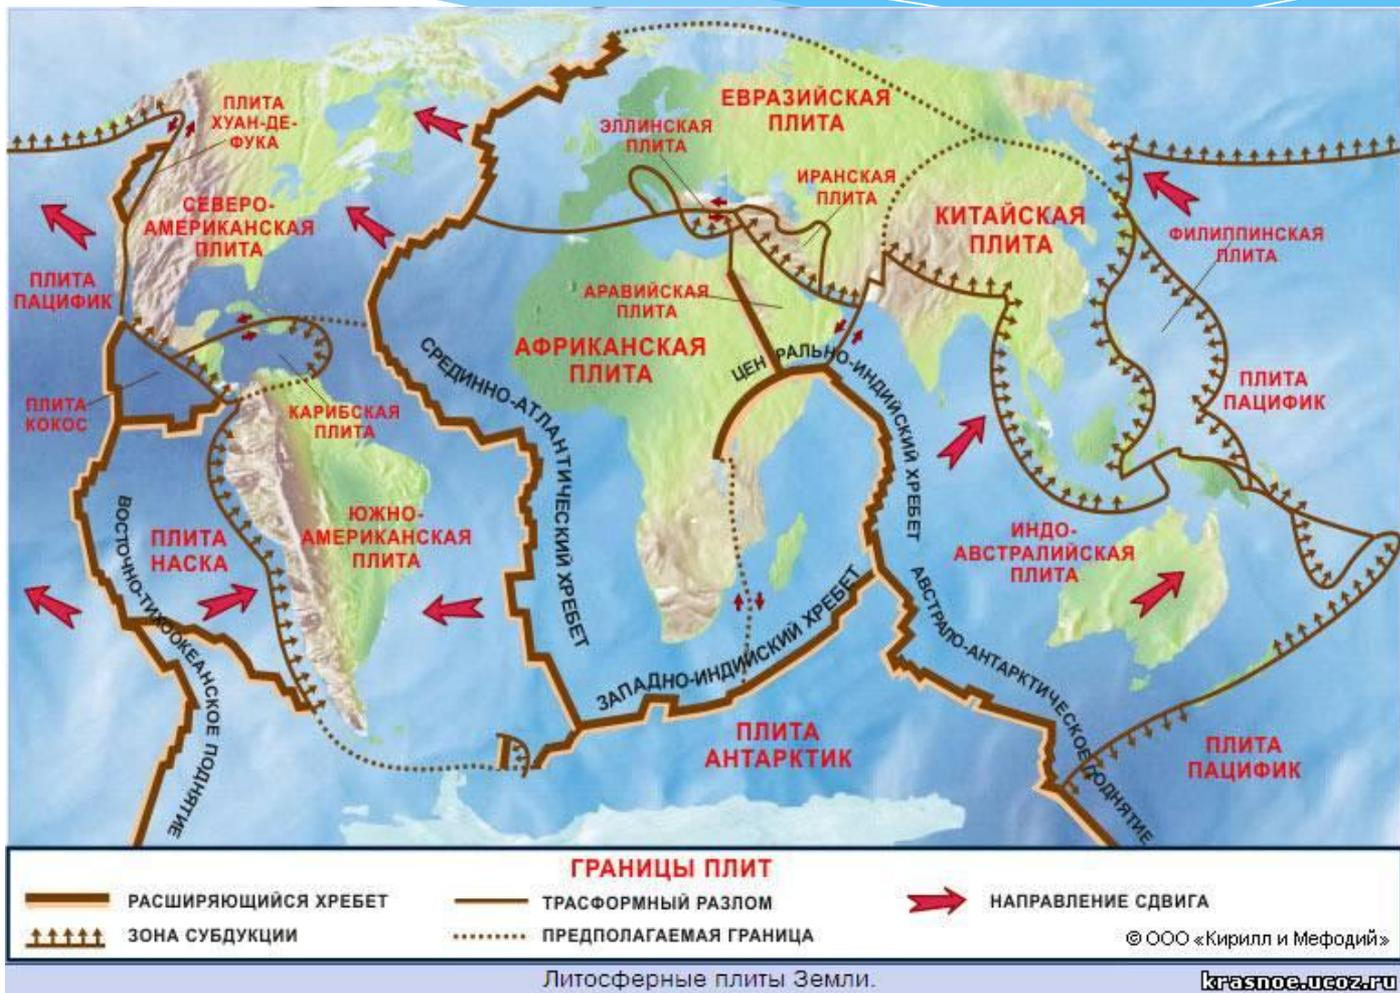 ПЛИТА
ХУАН-ДЕ-
ФУКА
СЕВЕРО-
АМЕРИКАНСКАЯ
ПЛИТА
ПЛИТА
ПАЦИФИК
ПЛИТА
КОКОС
КАРИБСКАЯ
ПЛИТА
ВОСТОЧНО-ТИХООКЕАНСКОЕ ПОДНЯТИЕ
ПЛИТА
НАСКА
ЮЖНО-
АМЕРИКАНСКАЯ
ПЛИТА
СРЕДИННО-АТЛАНТИЧЕСКИЙ ХРЕБЕТ
ЕВРАЗИЙСКАЯ
ПЛИТА
ЭЛЛИНСКАЯ
ПЛИТА
ИРАНСКАЯ
ПЛИТА
КИТАЙСКАЯ
ПЛИТА
ФИЛИППИНСКАЯ
ПЛИТА
АРАВИЙСКАЯ
ПЛИТА
АФРИКАНСКАЯ
ПЛИТА
ЦЕН РАЛЬНО-ИНДИЙСКИЙ ХРЕБЕТ
ПЛИТА
ПАЦИФИК
ИНДО-
АВСТРАЛИЙСКАЯ
ПЛИТА
ЗАПАДНО-ИНДИЙСКИЙ ХРЕБЕТ
АВСТРАЛО-АНТАРКТИЧЕСКОЕ ПОДНЯТИЕ
ПЛИТА
АНТАРКТИК
ПЛИТА
ПАЦИФИК
ГРАНИЦЫ ПЛИТ
РАСШИРЯЮЩИЙСЯ ХРЕБЕТ
ТРАСФОРМНЫЙ РАЗЛОМ
НАПРАВЛЕНИЕ СДВИГА
ЗОНА СУБДУКЦИИ
ПРЕДПОЛАГАЕМАЯ ГРАНИЦА
© ООО «Кирилл и Мефодий»
Литосферные плиты Земли.
krasnoe.ucoz.ru